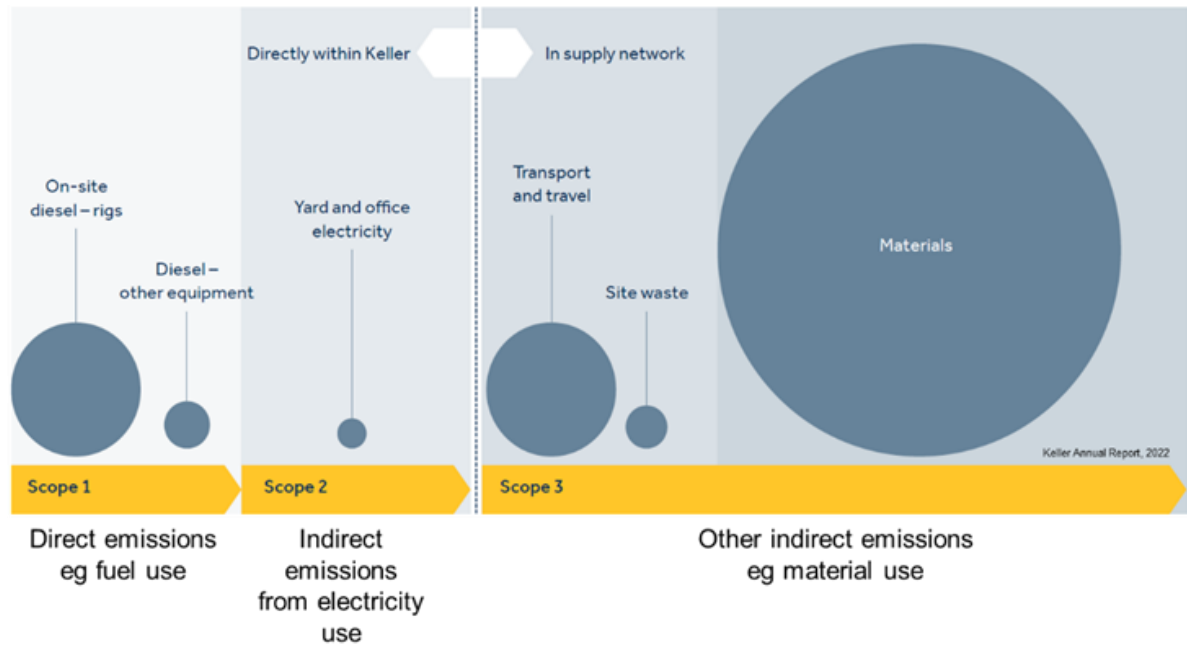 Directly within Keller
In supply network
On-site
diesel – rigs
Diesel –
other equipment
Yard and office
electricity
Transport
and travel
Site waste
Materials
Keller Annual Report, 2022
Scope 1
Scope 2
Scope 3
Direct emissions
eg fuel use
Indirect
emissions
from electricity
use
Other indirect emissions
eg material use